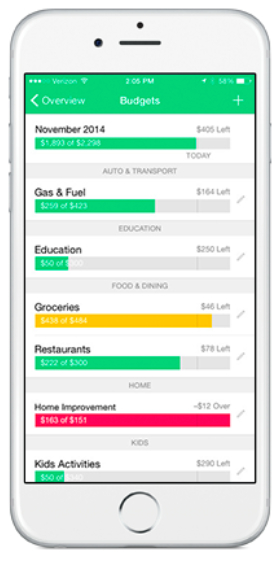 Verizon 2:05 PM 58%
Overview Budgets +
November 2014 $405 Left
$1,893 of $2,298
TODAY
AUTO & TRANSPORT
Gas & Fuel $164 Left
$259 of $423
EDUCATION
Education $250 Left
$50 of $300
FOOD & DINING
Groceries $46 Left
$438 of $484
Restaurants $78 Left
$222 of $300
HOME
Home Improvement -$12 Over
$163 of $151
KIDS
Kids Activities $290 Left
$50 of